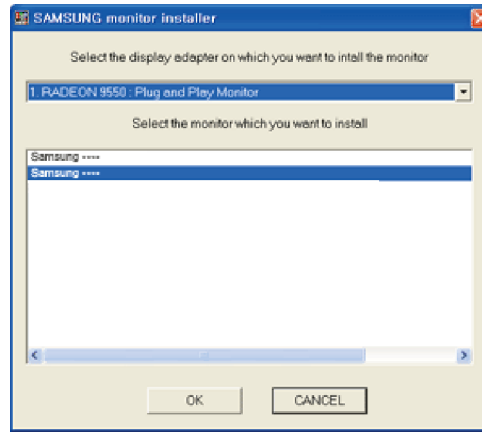 SAMSUNG monitor installer
Select the display adapter on which you want to intall the monitor
1. RADEON 9550 : Plug and Play Monitor
Select the monitor which you want to install
Samsung ----
Samsung ----
OK
CANCEL